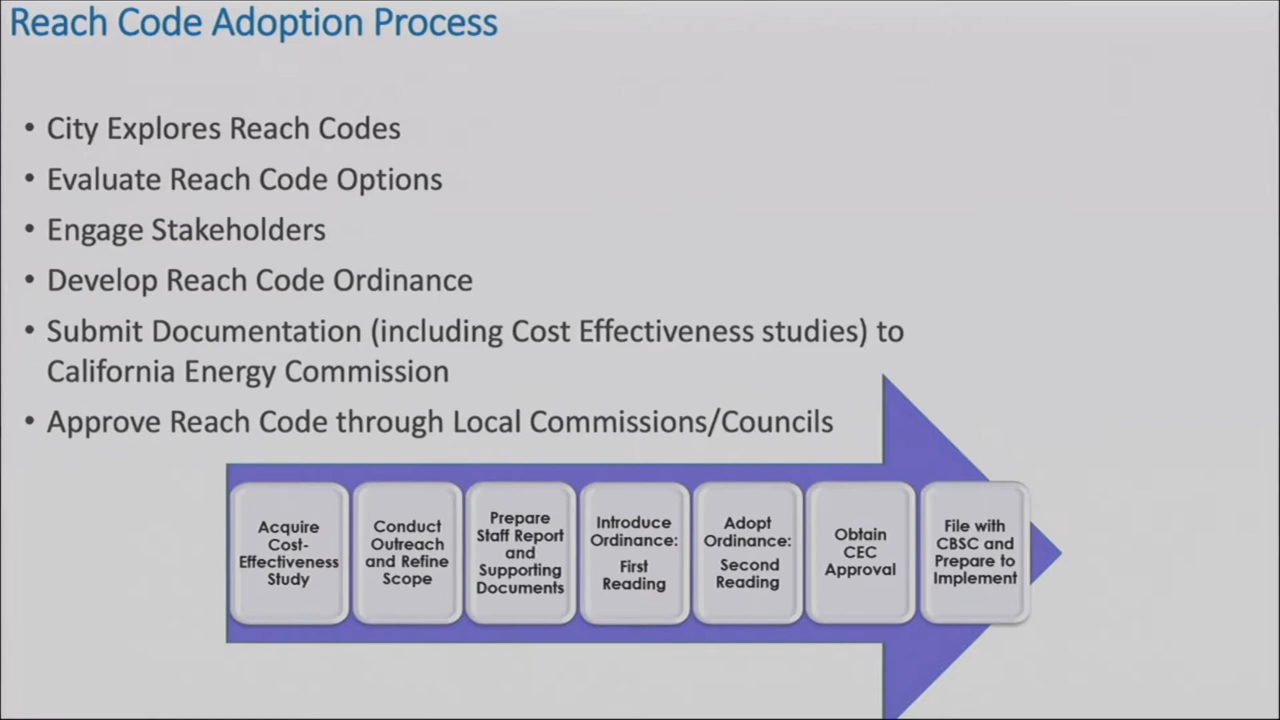 Reach Code Adoption Process
• City Explores Reach Codes
• Evaluate Reach Code Options
• Engage Stakeholders
• Develop Reach Code Ordinance
• Submit Documentation (including Cost Effectiveness studies) to
California Energy Commission
• Approve Reach Code through Local Commissions/Councils
Acquire
Cost-
Effectiveness
Study
Conduct
Outreach
and Refine
Scope
Prepare
Staff Report
and
Supporting
Documents
Introduce
Ordinance:
First
Reading
Adopt
Ordinance:
Second
Reading
Obtain
CEC
Approval
File with
CBSC and
Prepare to
Implement